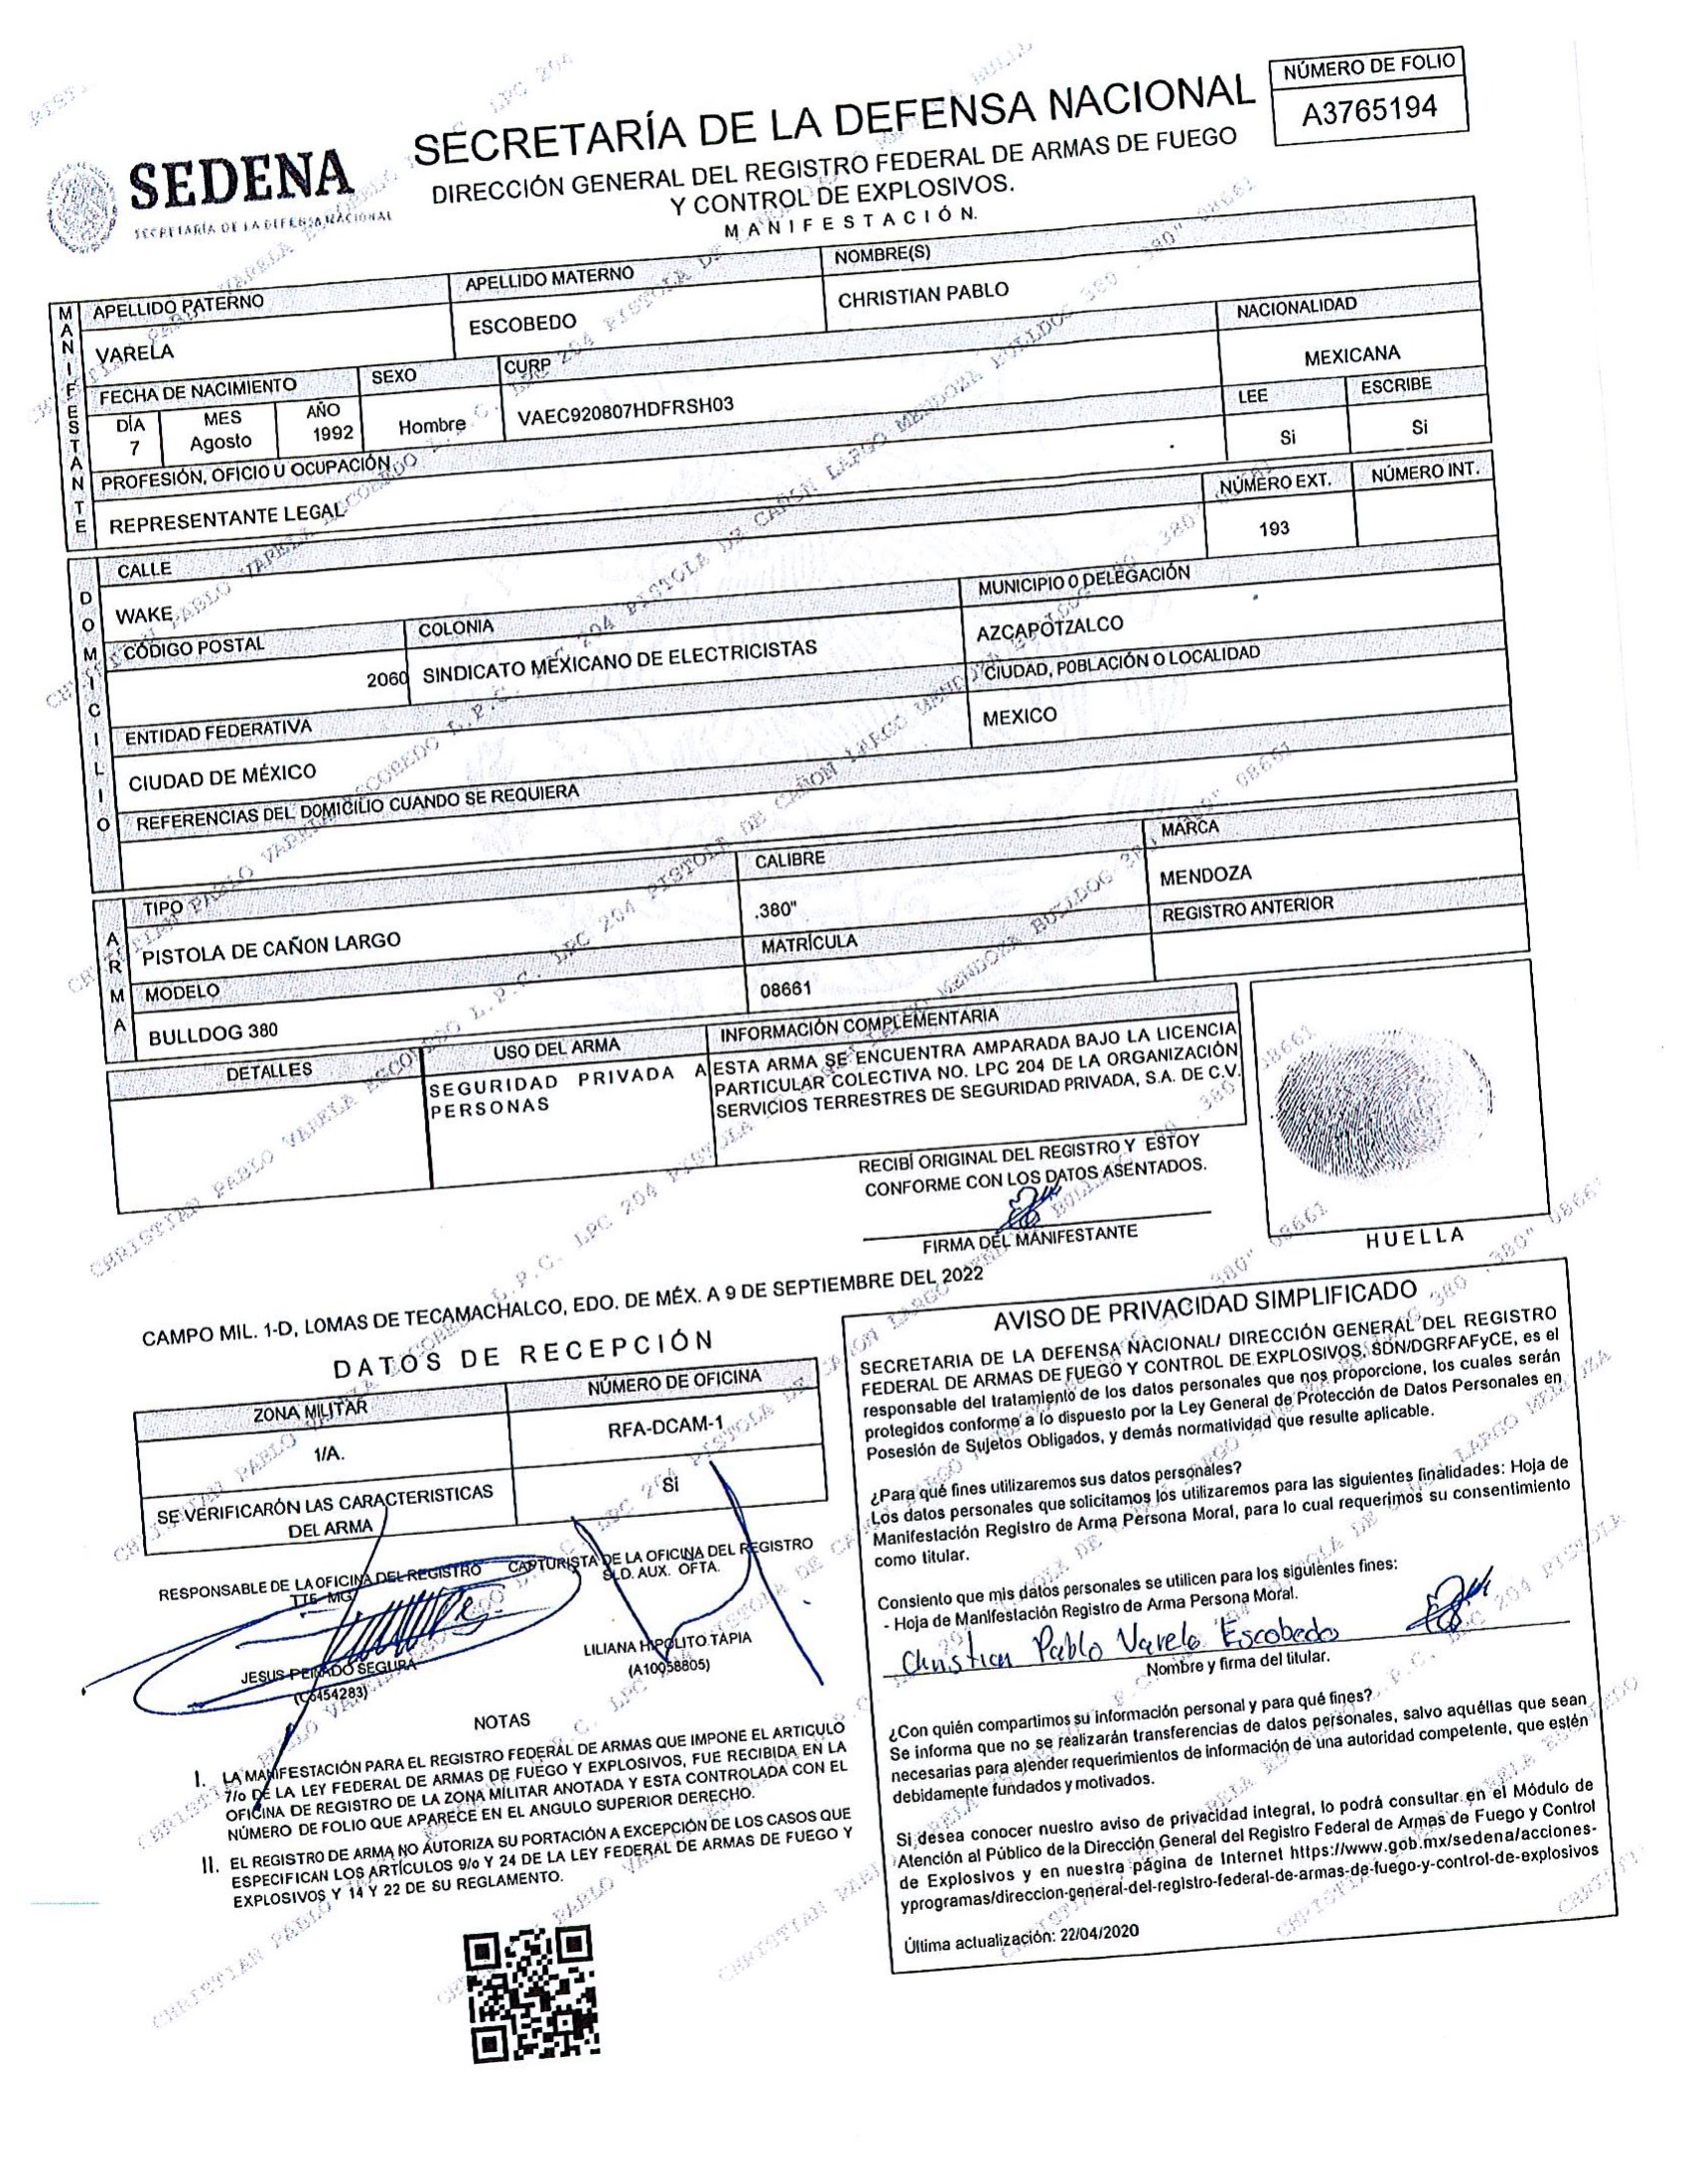 NÚMERO DE FOLIO
A3765194
SEDENA
SECRETARÍA DE LA DEFENSA NACIONAL
SECRETARÍA DE LA DEFENSA NACIONAL
DIRECCIÓN GENERAL DEL REGISTRO FEDERAL DE ARMAS DE FUEGO
Y CONTROL DE EXPLOSIVOS.
MANIFESTACIÓN.
MANIFESTANTE
APELLIDO PATERNO APELLIDO MATERNO NOMBRE(S)
VARELA ESCOBEDO CHRISTIAN PABLO
FECHA DE NACIMIENTO SEXO CURP NACIONALIDAD
DÍA MES AÑO
7 Agosto 1992 Hombre VAEC920807HDFRSH03 MEXICANA
PROFESIÓN, OFICIO U OCUPACIÓN LEE ESCRIBE
REPRESENTANTE LEGAL Si Si
DOMICILIO
CALLE NÚMERO EXT. NÚMERO INT.
WAKE 193
CÓDIGO POSTAL COLONIA MUNICIPIO O DELEGACIÓN
2060 SINDICATO MEXICANO DE ELECTRICISTAS AZCAPOTZALCO
ENTIDAD FEDERATIVA CIUDAD, POBLACIÓN O LOCALIDAD
CIUDAD DE MÉXICO MEXICO
REFERENCIAS DEL DOMICILIO CUANDO SE REQUIERA
ARMA
TIPO CALIBRE MARCA
PISTOLA DE CAÑON LARGO .380" MENDOZA
MODELO MATRÍCULA REGISTRO ANTERIOR
BULLDOG 380 08661
DETALLES USO DEL ARMA INFORMACIÓN COMPLEMENTARIA
SEGURIDAD PRIVADA A
PERSONAS
ESTA ARMA SE ENCUENTRA AMPARADA BAJO LA LICENCIA
PARTICULAR COLECTIVA NO. LPC 204 DE LA ORGANIZACIÓN
SERVICIOS TERRESTRES DE SEGURIDAD PRIVADA, S.A. DE C.V.
RECIBÍ ORIGINAL DEL REGISTRO Y ESTOY
CONFORME CON LOS DATOS ASENTADOS.
FIRMA DEL MANIFESTANTE
HUELLA
CAMPO MIL. 1-D, LOMAS DE TECAMACHALCO, EDO. DE MÉX. A 9 DE SEPTIEMBRE DEL 2022
DATOS DE RECEPCIÓN
ZONA MILITAR NÚMERO DE OFICINA
1/A. RFA-DCAM-1
SE VERIFICARÓN LAS CARACTERISTICAS
DEL ARMA
SI
RESPONSABLE DE LA OFICINA DEL REGISTRO
TTE. MG.
JESUS PEINADO SEGURA
(C6454283)
CAPTURISTA DE LA OFICINA DEL REGISTRO
SLD. AUX. OFTA.
LILIANA HIPOLITO TAPIA
(A10058805)
NOTAS
I. LA MANIFESTACIÓN PARA EL REGISTRO FEDERAL DE ARMAS QUE IMPONE EL ARTICULO
7/o DE LA LEY FEDERAL DE ARMAS DE FUEGO Y EXPLOSIVOS, FUE RECIBIDA EN LA
OFICINA DE REGISTRO DE LA ZONA MILITAR ANOTADA Y ESTA CONTROLADA CON EL
NÚMERO DE FOLIO QUE APARECE EN EL ANGULO SUPERIOR DERECHO.
II. EL REGISTRO DE ARMA NO AUTORIZA SU PORTACIÓN A EXCEPCIÓN DE LOS CASOS QUE
ESPECIFICAN LOS ARTÍCULOS 9/o Y 24 DE LA LEY FEDERAL DE ARMAS DE FUEGO Y
EXPLOSIVOS Y 14 Y 22 DE SU REGLAMENTO.
AVISO DE PRIVACIDAD SIMPLIFICADO
SECRETARIA DE LA DEFENSA NACIONAL/ DIRECCIÓN GENERAL DEL REGISTRO
FEDERAL DE ARMAS DE FUEGO Y CONTROL DE EXPLOSIVOS, SDN/DGRFAFyCE, es el
responsable del tratamiento de los datos personales que nos proporcione, los cuales serán
protegidos conforme a lo dispuesto por la Ley General de Protección de Datos Personales en
Posesión de Sujetos Obligados, y demás normatividad que resulte aplicable.
¿Para qué fines utilizaremos sus datos personales?
Los datos personales que solicitamos los utilizaremos para las siguientes finalidades: Hoja de
Manifestación Registro de Arma Persona Moral, para lo cual requerimos su consentimiento
como titular.
Consiento que mis datos personales se utilicen para los siguientes fines:
- Hoja de Manifestación Registro de Arma Persona Moral.
Christian Pablo Varela Escobedo
Nombre y firma del titular.
¿Con quién compartimos su información personal y para qué fines?
Se informa que no se realizarán transferencias de datos personales, salvo aquéllas que sean
necesarias para atender requerimientos de información de una autoridad competente, que estén
debidamente fundados y motivados.
Si desea conocer nuestro aviso de privacidad integral, lo podrá consultar en el Módulo de
Atención al Público de la Dirección General del Registro Federal de Armas de Fuego y Control
de Explosivos y en nuestra página de Internet https://www.gob.mx/sedena/acciones-
yprogramas/direccion-general-del-registro-federal-de-armas-de-fuego-y-control-de-explosivos
Última actualización: 22/04/2020